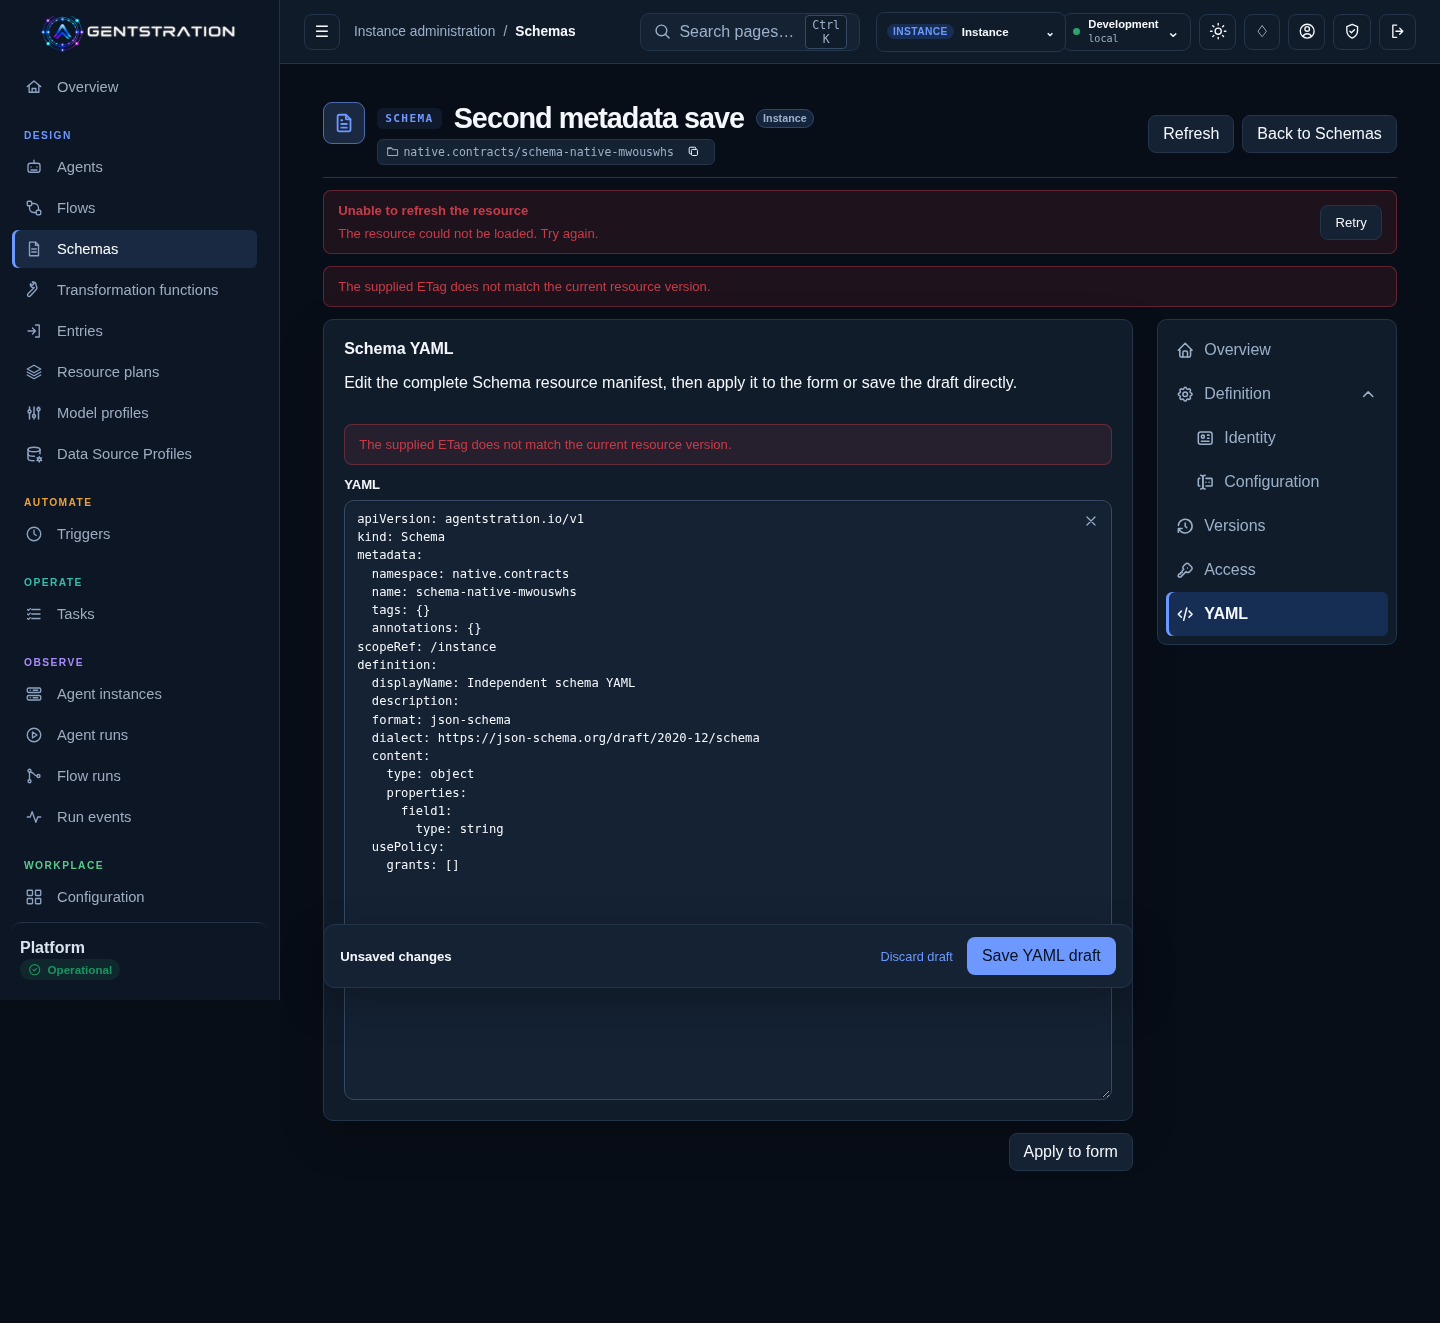 GENTSTRATION
☰
Instance administration / Schemas
Search pages… Ctrl K
INSTANCE Instance
Development
local
Overview
DESIGN
Agents
Flows
Schemas
Transformation functions
Entries
Resource plans
Model profiles
Data Source Profiles
AUTOMATE
Triggers
OPERATE
Tasks
OBSERVE
Agent instances
Agent runs
Flow runs
Run events
WORKPLACE
Configuration
Platform
Operational
SCHEMA Second metadata save Instance
native.contracts/schema-native-mwouswhs
Refresh
Back to Schemas
Unable to refresh the resource
The resource could not be loaded. Try again.
Retry
The supplied ETag does not match the current resource version.
Schema YAML
Edit the complete Schema resource manifest, then apply it to the form or save the draft directly.
The supplied ETag does not match the current resource version.
YAML
apiVersion: agentstration.io/v1
kind: Schema
metadata:
  namespace: native.contracts
  name: schema-native-mwouswhs
  tags: {}
  annotations: {}
scopeRef: /instance
definition:
  displayName: Independent schema YAML
  description:
  format: json-schema
  dialect: https://json-schema.org/draft/2020-12/schema
  content:
    type: object
    properties:
      field1:
        type: string
  usePolicy:
    grants: []
Unsaved changes
Discard draft
Save YAML draft
Apply to form
Overview
Definition
Identity
Configuration
Versions
Access
YAML